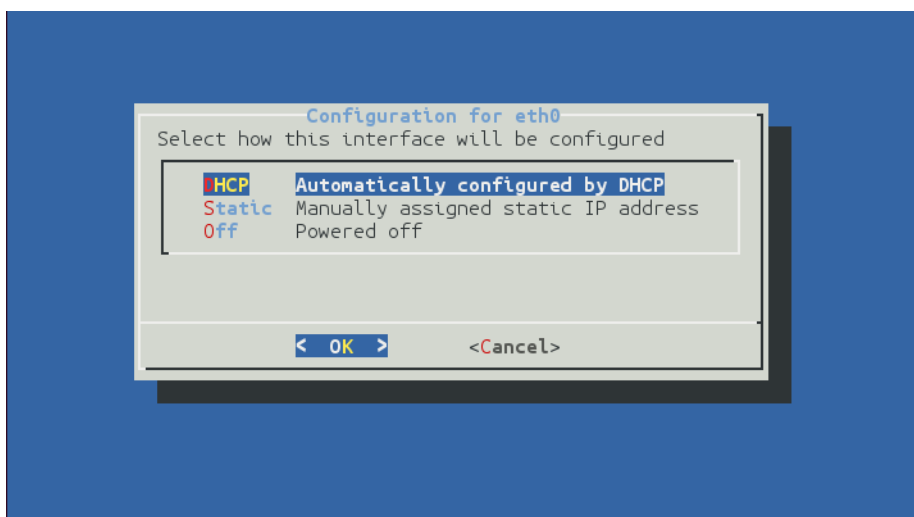 Configuration for eth0
Select how this interface will be configured
DHCP Automatically configured by DHCP
Static Manually assigned static IP address
Off Powered off
< OK > <Cancel>